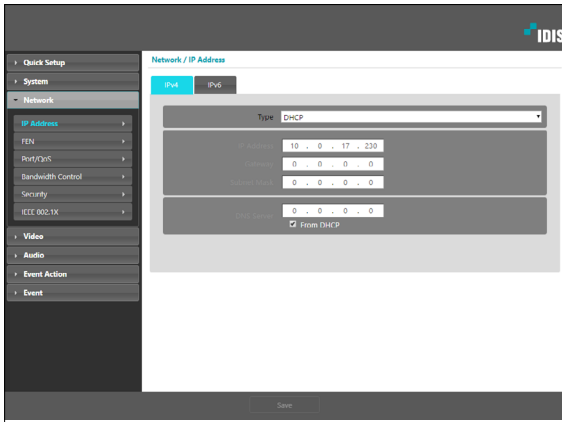 IDIS
Quick Setup
System
Network
IP Address
FEN
Port/QoS
Bandwidth Control
Security
IEEE 802.1X
Video
Audio
Event Action
Event
Network / IP Address
IPv4 IPv6
Type DHCP
IP Address 10 . 0 . 17 . 230
Gateway 0 . 0 . 0 . 0
Subnet Mask 0 . 0 . 0 . 0
DNS Server 0 . 0 . 0 . 0
From DHCP
Save